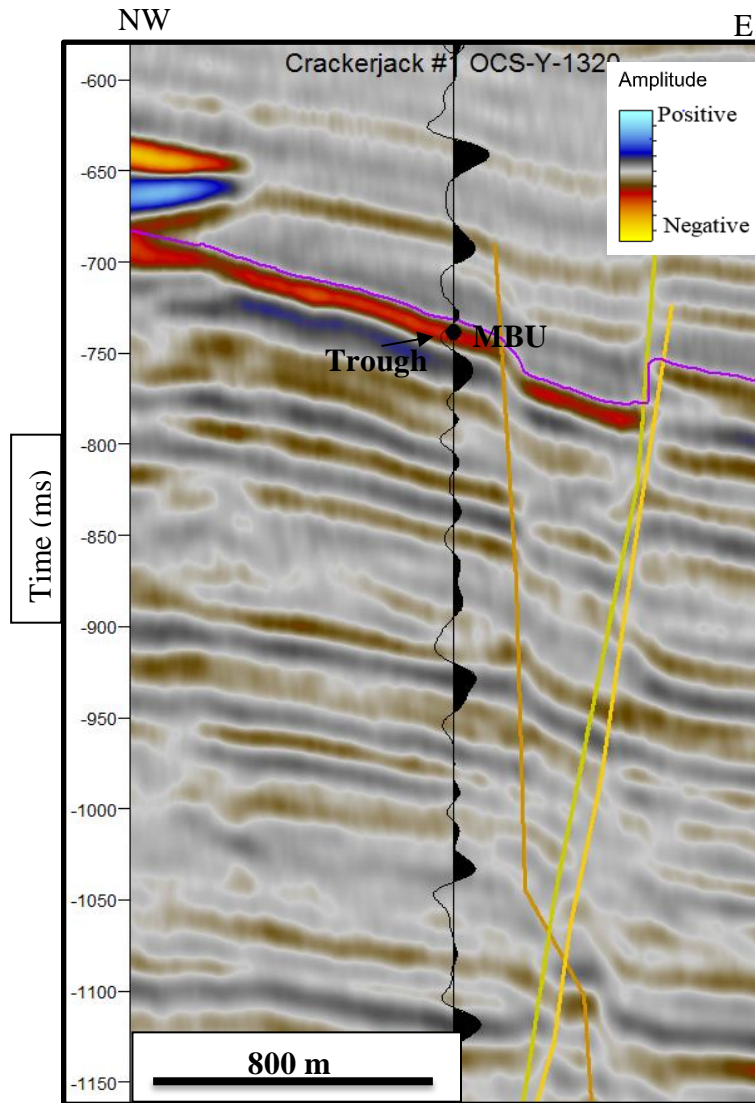 NW
E
Crackerjack #1 OCS-Y-1320
Amplitude
Positive
Negative
-600
-650
-700
-750
-800
-850
-900
-950
-1000
-1050
-1100
-1150
Time (ms)
MBU
Trough
800 m